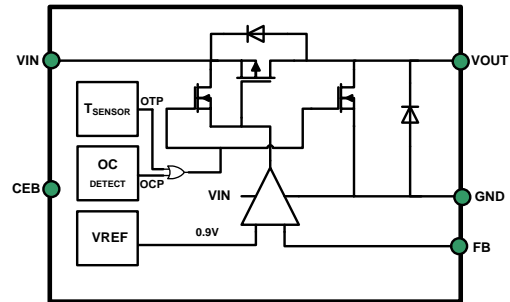 VIN
VOUT
TSENSOR
OTP
OC
DETECT
OCP
CEB
VIN
GND
VREF
0.9V
FB